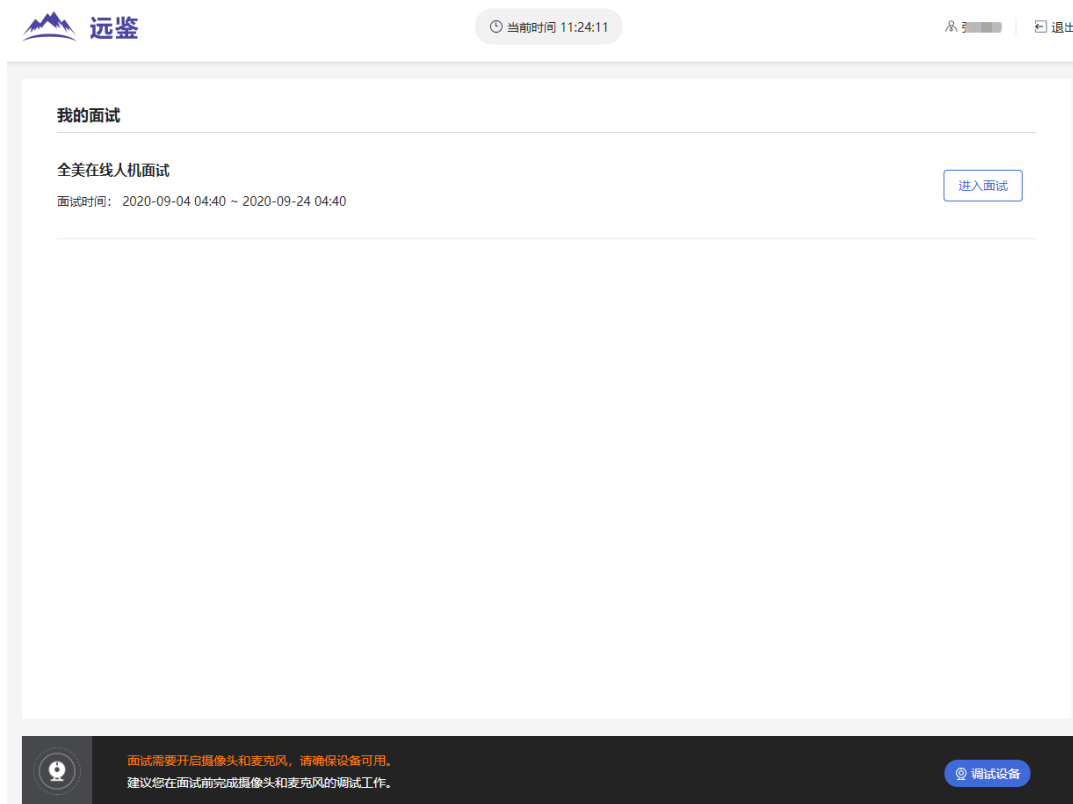 远鉴
当前时间 11:24:11
退出
我的面试
全美在线人机面试
面试时间： 2020-09-04 04:40 ~ 2020-09-24 04:40
进入面试
面试需要开启摄像头和麦克风，请确保设备可用。
建议您在面试前完成摄像头和麦克风的调试工作。
调试设备